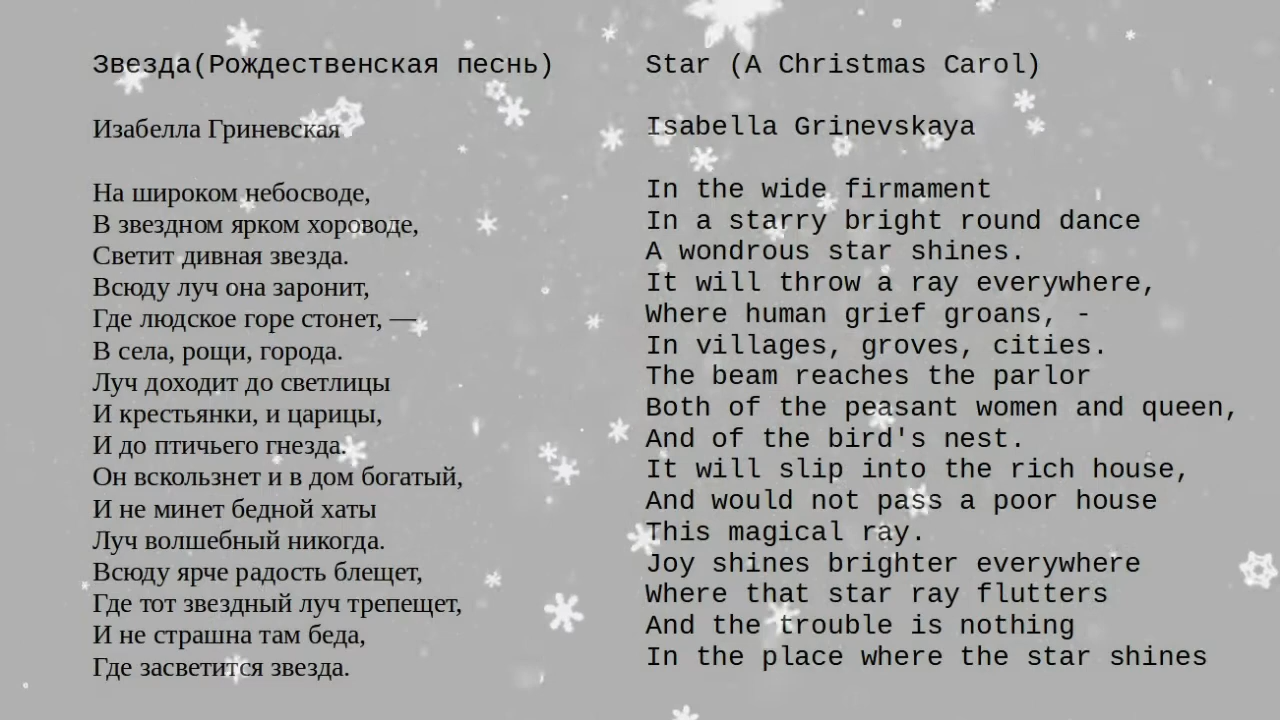 Звезда(Рождественская песнь)
Изабелла Гриневская
На широком небосводе,
В звездном ярком хороводе,
Светит дивная звезда.
Всюду луч она заронит,
Где людское горе стонет, —
В села, рощи, города.
Луч доходит до светлицы
И крестьянки, и царицы,
И до птичьего гнезда.
Он вскользнет и в дом богатый,
И не минет бедной хаты
Луч волшебный никогда.
Всюду ярче радость блещет,
Где тот звездный луч трепещет,
И не страшна там беда,
Где засветится звезда.
Star (A Christmas Carol)
Isabella Grinevskaya
In the wide firmament
In a starry bright round dance
A wondrous star shines.
It will throw a ray everywhere,
Where human grief groans, -
In villages, groves, cities.
The beam reaches the parlor
Both of the peasant women and queen,
And of the bird's nest.
It will slip into the rich house,
And would not pass a poor house
This magical ray.
Joy shines brighter everywhere
Where that star ray flutters
And the trouble is nothing
In the place where the star shines